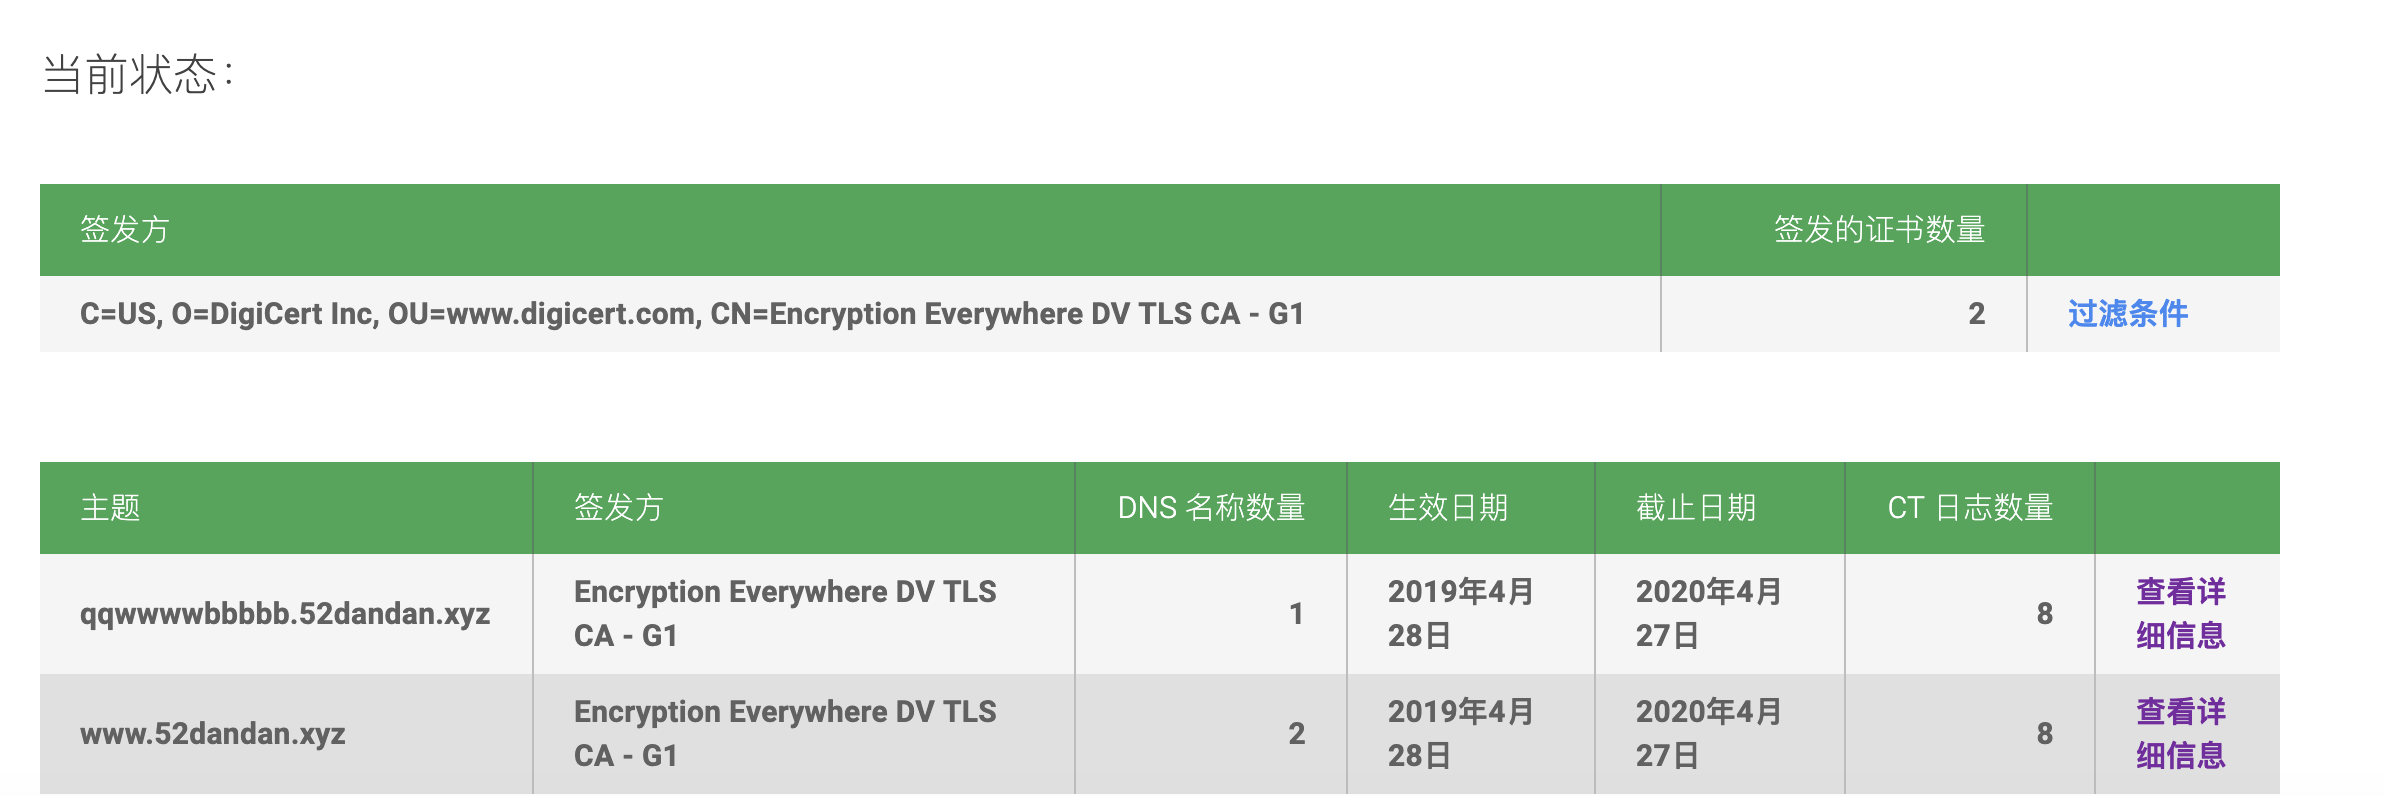 当前状态：
签发方 签发的证书数量
C=US, O=DigiCert Inc, OU=www.digicert.com, CN=Encryption Everywhere DV TLS CA - G1 2 过滤条件
主题 签发方 DNS 名称数量 生效日期 截止日期 CT 日志数量
qqwwwwbbbbb.52dandan.xyz Encryption Everywhere DV TLS CA - G1 1 2019年4月28日 2020年4月27日 8 查看详细信息
www.52dandan.xyz Encryption Everywhere DV TLS CA - G1 2 2019年4月28日 2020年4月27日 8 查看详细信息